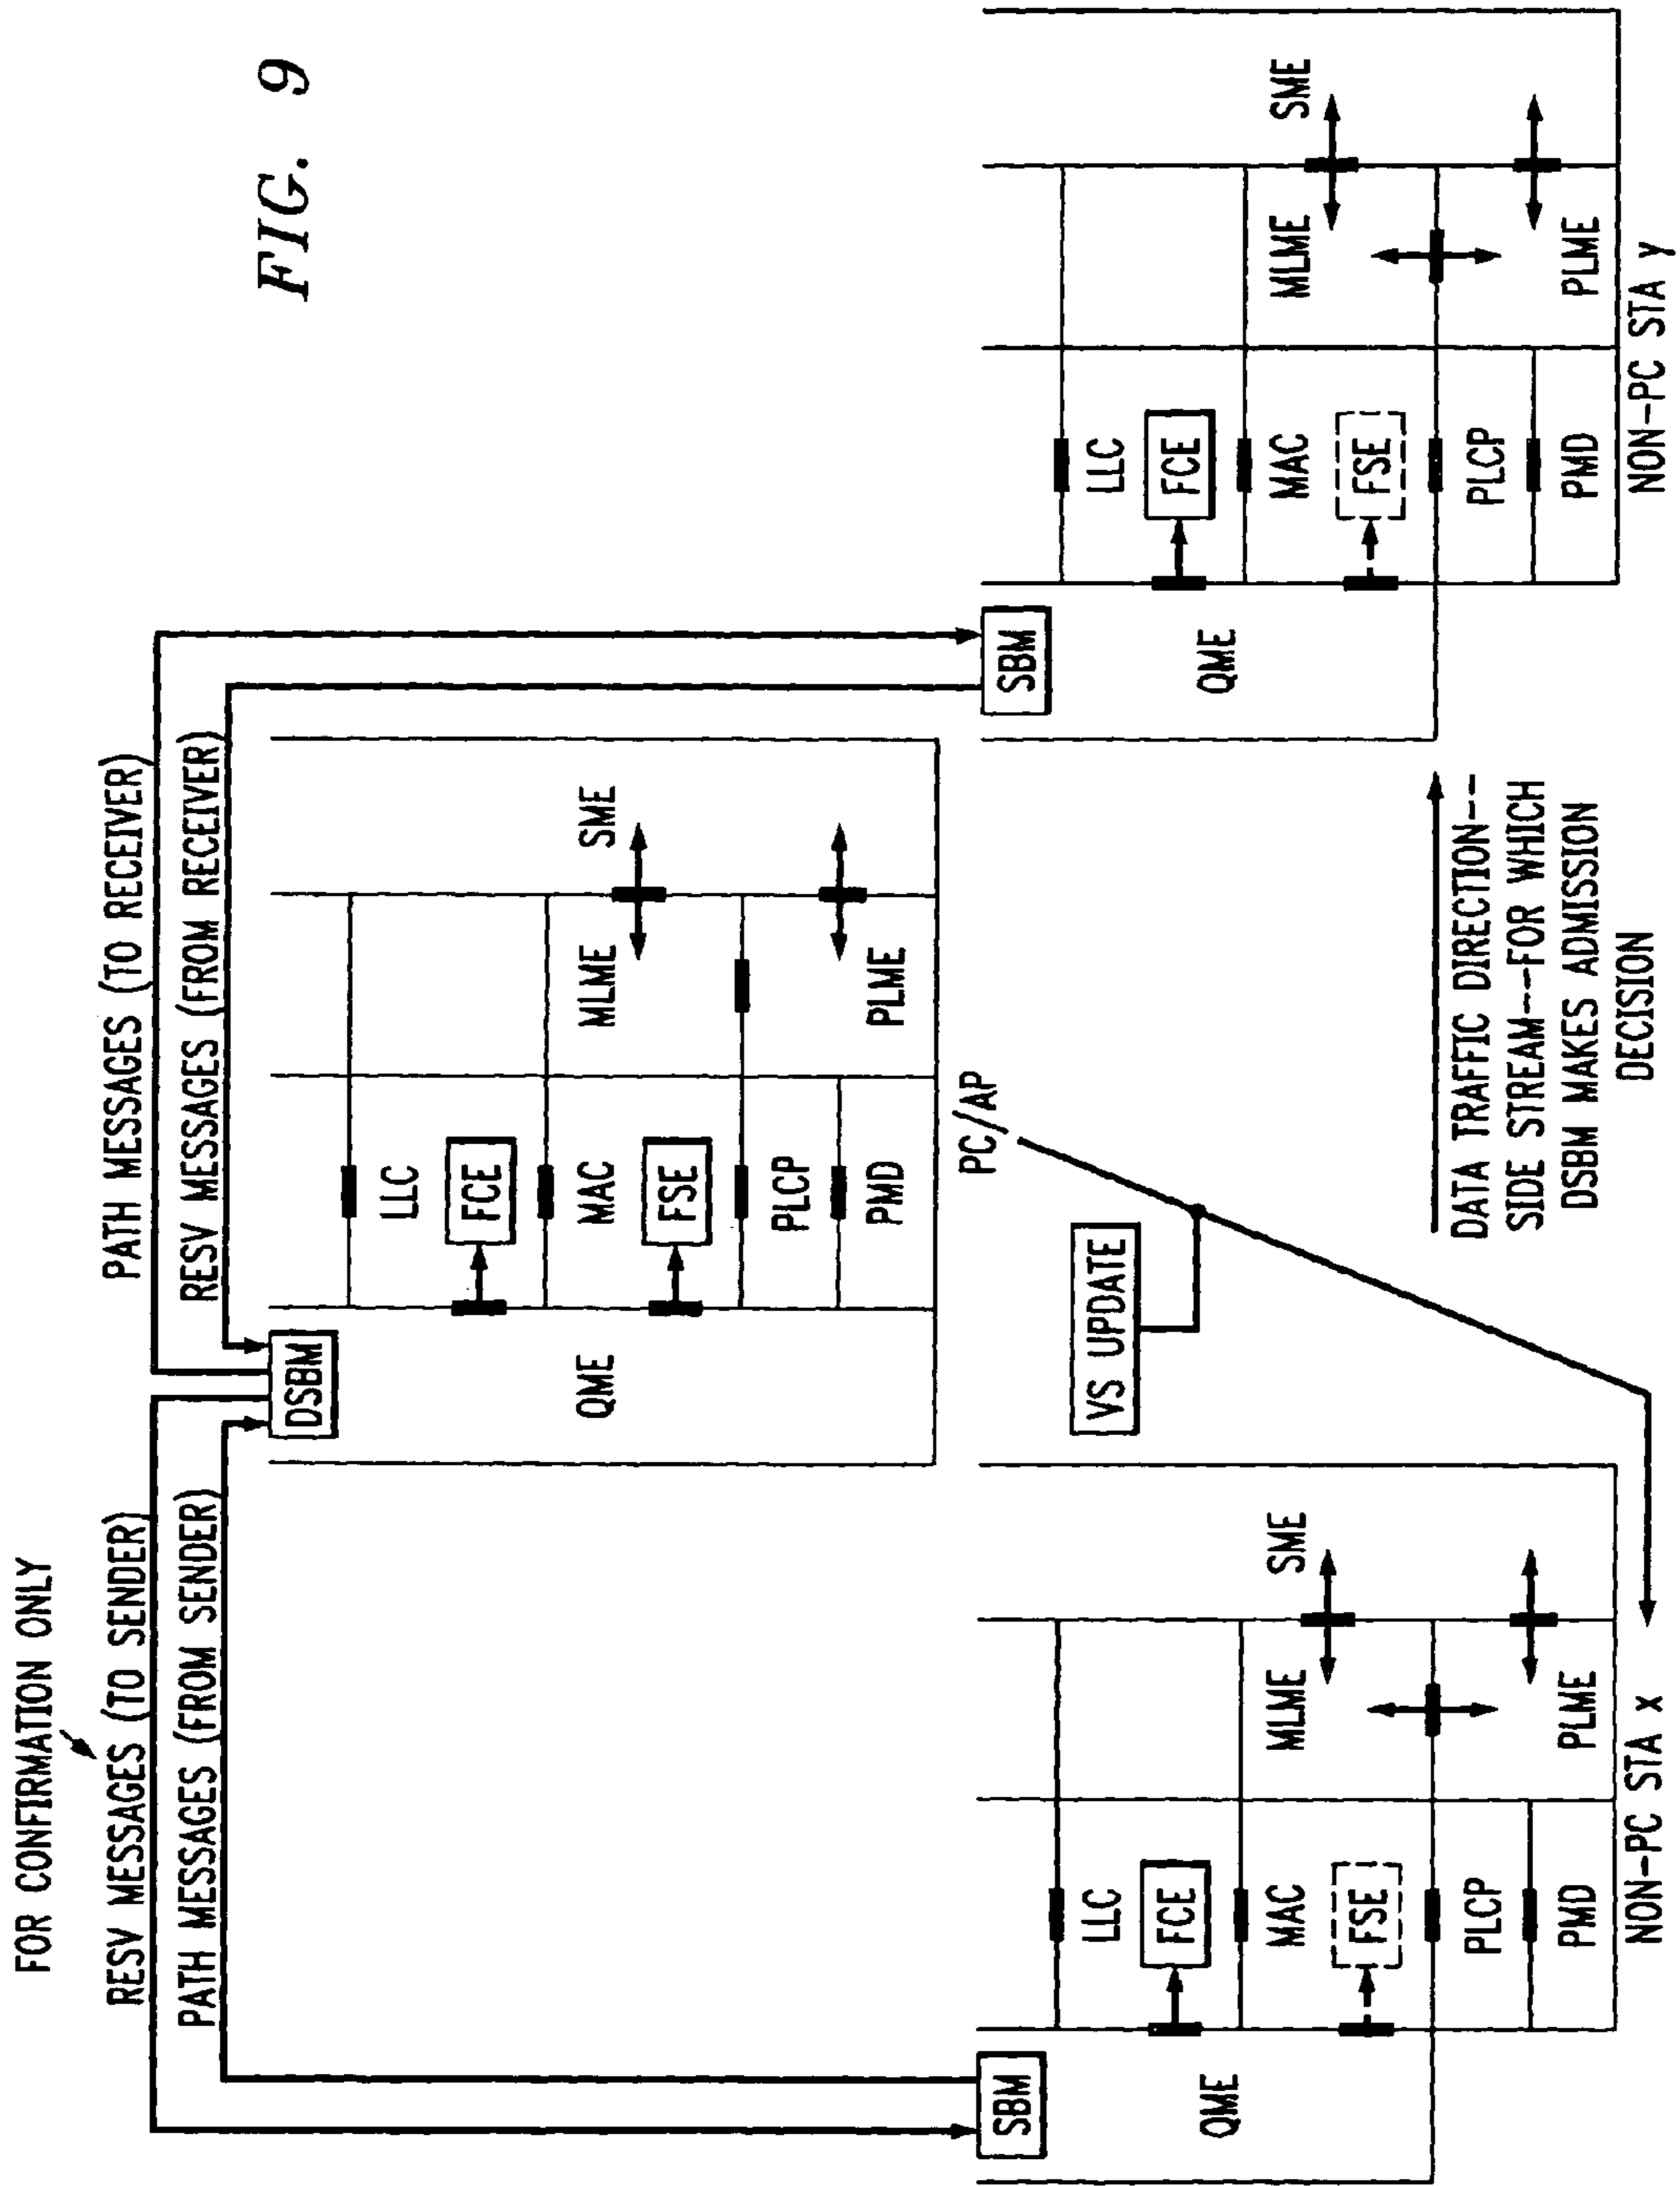 FIG. 9
FOR CONFIRMATION ONLY
RESV MESSAGES (TO SENDER)
PATH MESSAGES (FROM SENDER)
PATH MESSAGES (TO RECEIVER)
RESV MESSAGES (FROM RECEIVER)
DSBM
QME
LLC
FCE
MAC
FSE
PLCP
PMD
MLME
SME
PLME
PC/AP
VS UPDATE
SBM
QME
LLC
FCE
MAC
FSE
PLCP
PMD
MLME
SME
PLME
NON-PC STA x
SBM
QME
LLC
FCE
MAC
FSE
PLCP
PMD
MLME
SME
PLME
NON-PC STA y
DATA TRAFFIC DIRECTION--
SIDE STREAM--FOR WHICH
DSBM MAKES ADMISSION
DECISION